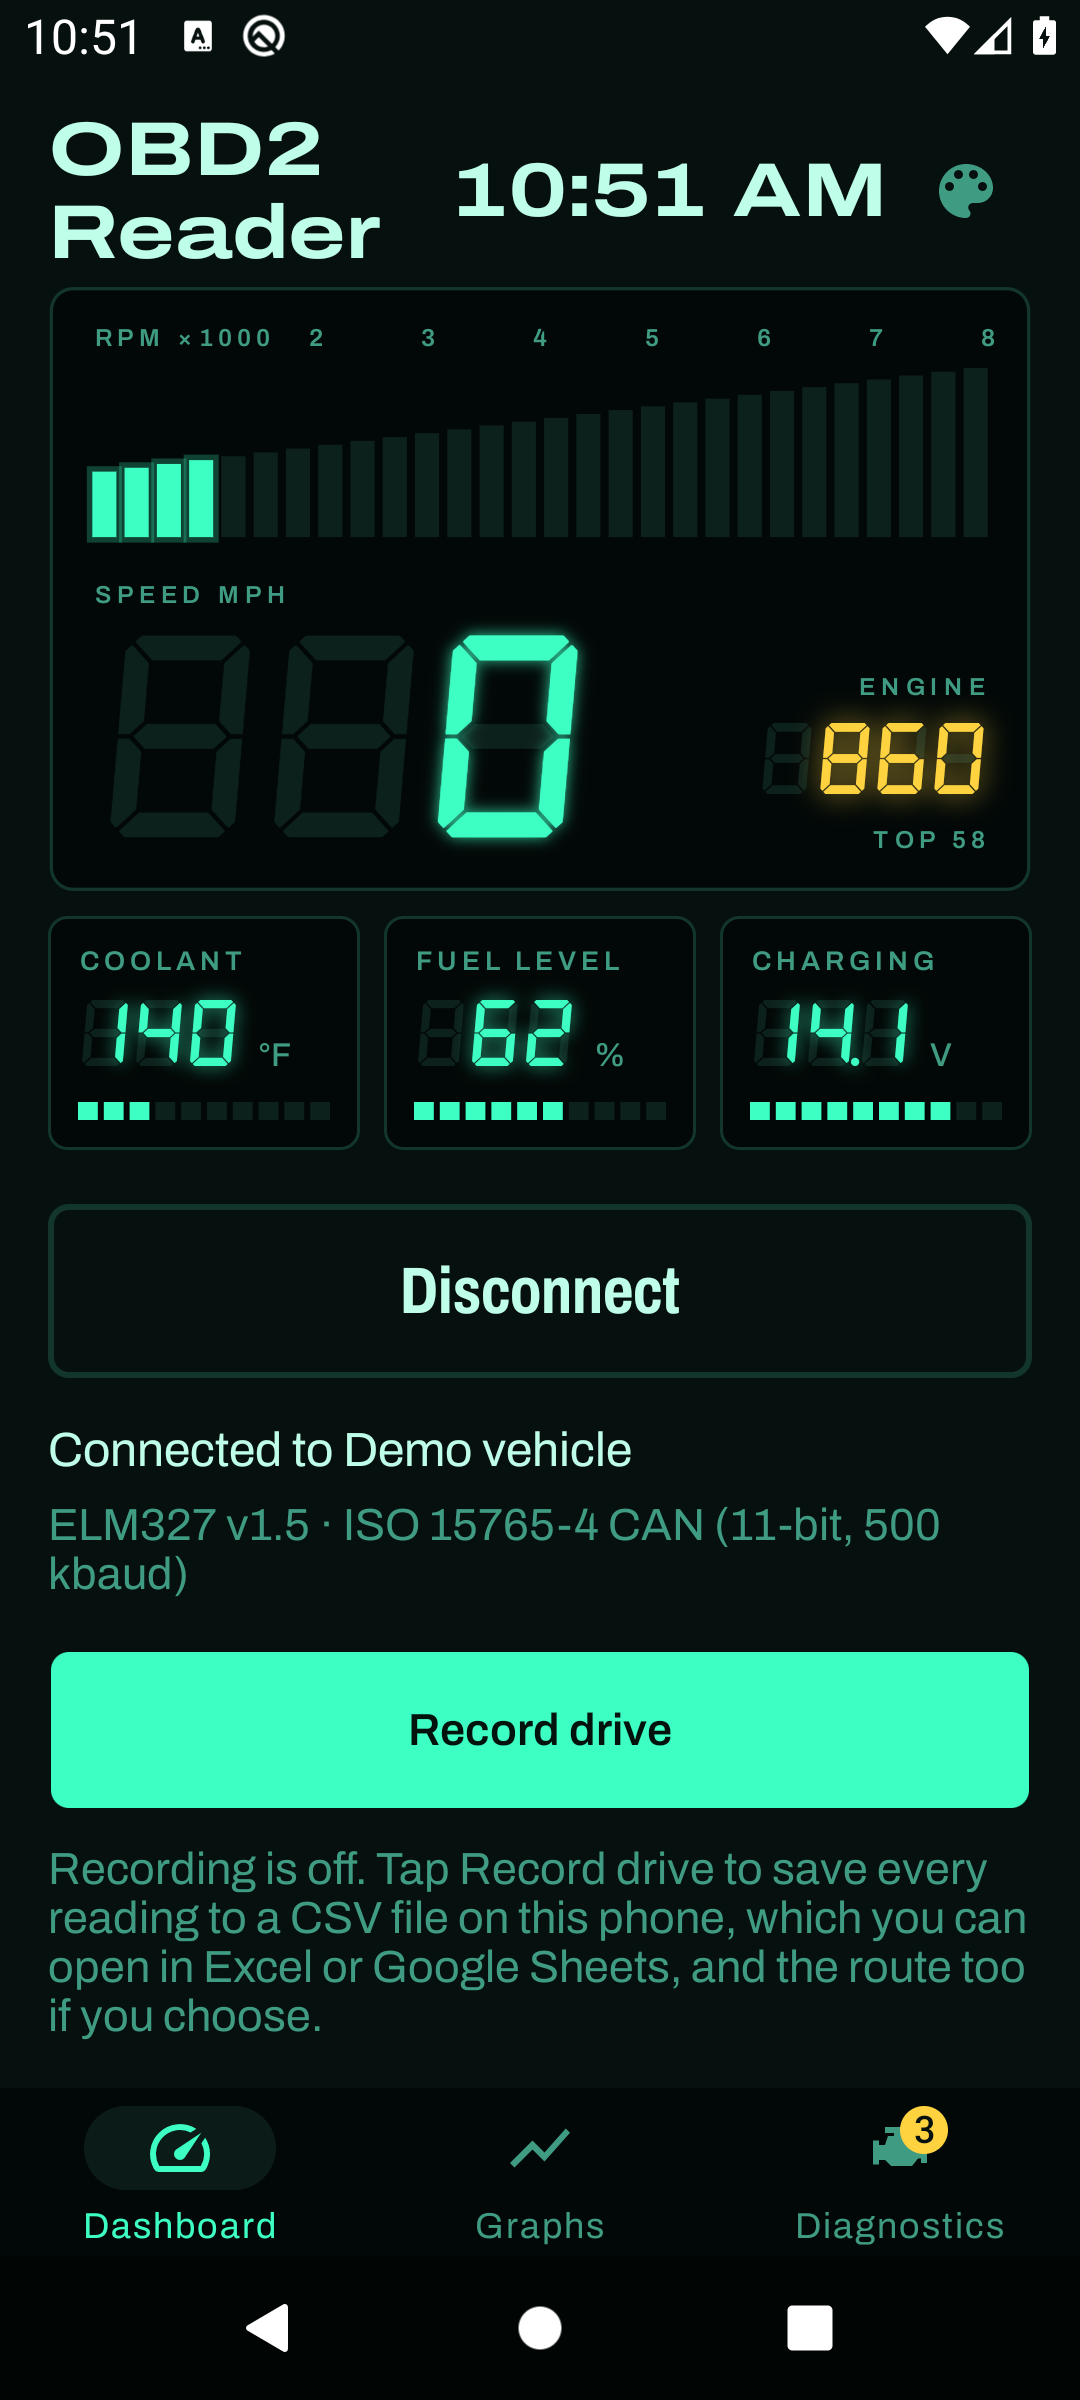 10:51
OBD2
Reader
10:51 AM
RPM ×1000 2 3 4 5 6 7 8
SPEED MPH
0
ENGINE
860
TOP 58
COOLANT
140 °F
FUEL LEVEL
62 %
CHARGING
14.1 V
Disconnect
Connected to Demo vehicle
ELM327 v1.5 · ISO 15765-4 CAN (11-bit, 500
kbaud)
Record drive
Recording is off. Tap Record drive to save every
reading to a CSV file on this phone, which you can
open in Excel or Google Sheets, and the route too
if you choose.
3
Dashboard
Graphs
Diagnostics